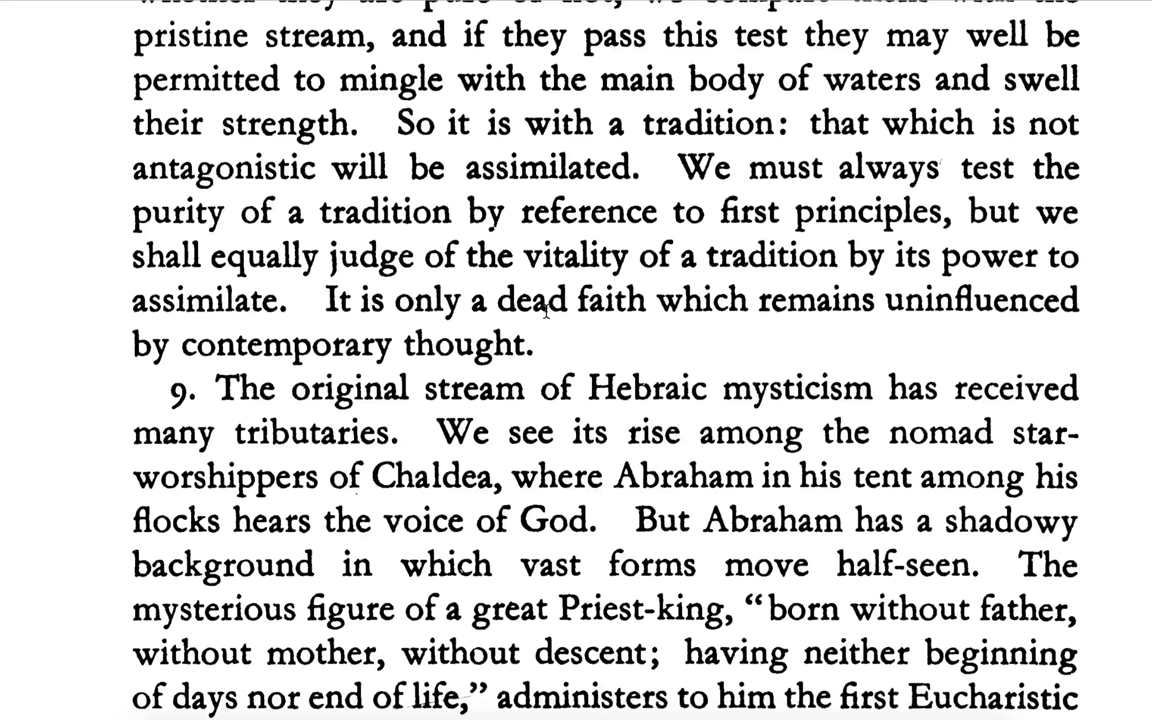 pristine stream, and if they pass this test they may well be
permitted to mingle with the main body of waters and swell
their strength. So it is with a tradition: that which is not
antagonistic will be assimilated. We must always test the
purity of a tradition by reference to first principles, but we
shall equally judge of the vitality of a tradition by its power to
assimilate. It is only a dead faith which remains uninfluenced
by contemporary thought.
9. The original stream of Hebraic mysticism has received
many tributaries. We see its rise among the nomad star-
worshippers of Chaldea, where Abraham in his tent among his
flocks hears the voice of God. But Abraham has a shadowy
background in which vast forms move half-seen. The
mysterious figure of a great Priest-king, “born without father,
without mother, without descent; having neither beginning
of days nor end of life,” administers to him the first Eucharistic